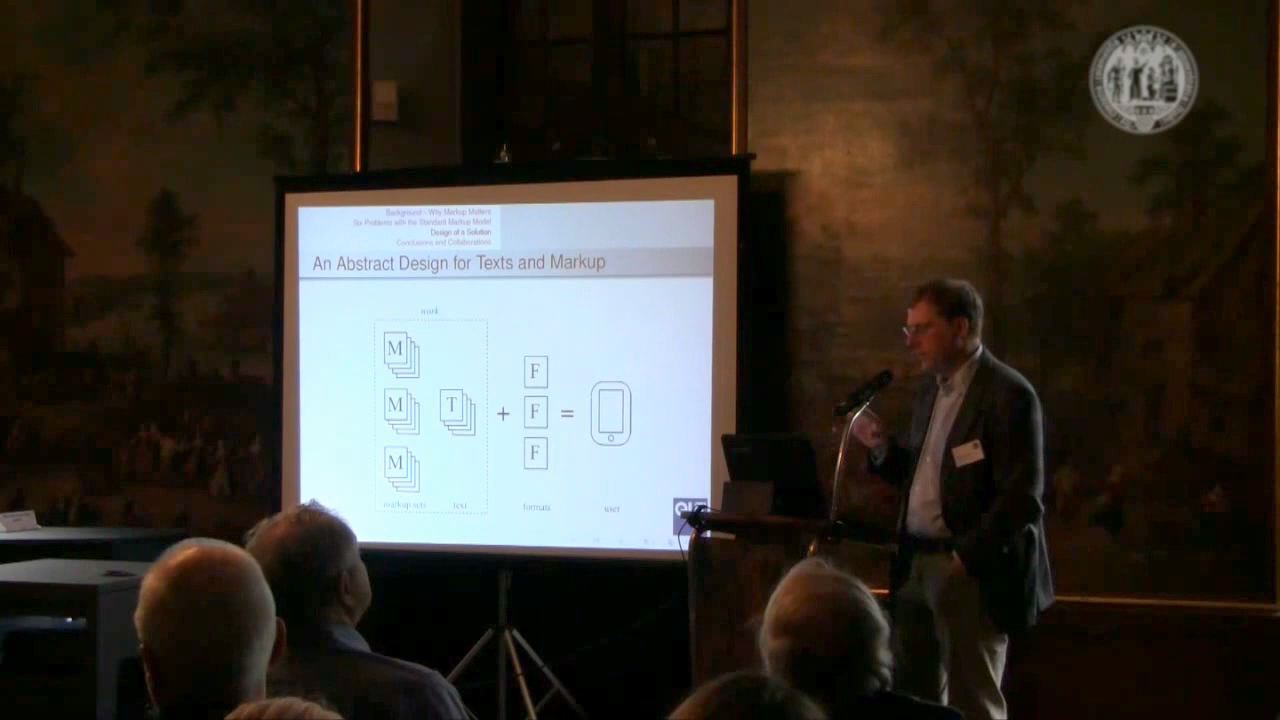 Background – Why Markup Matters
Six Problems with the Standard Markup Model
Design of a Solution
Conclusions and Collaborations
An Abstract Design for Texts and Markup
work
M
F
M T + F =
M
F
markup sets text formats user